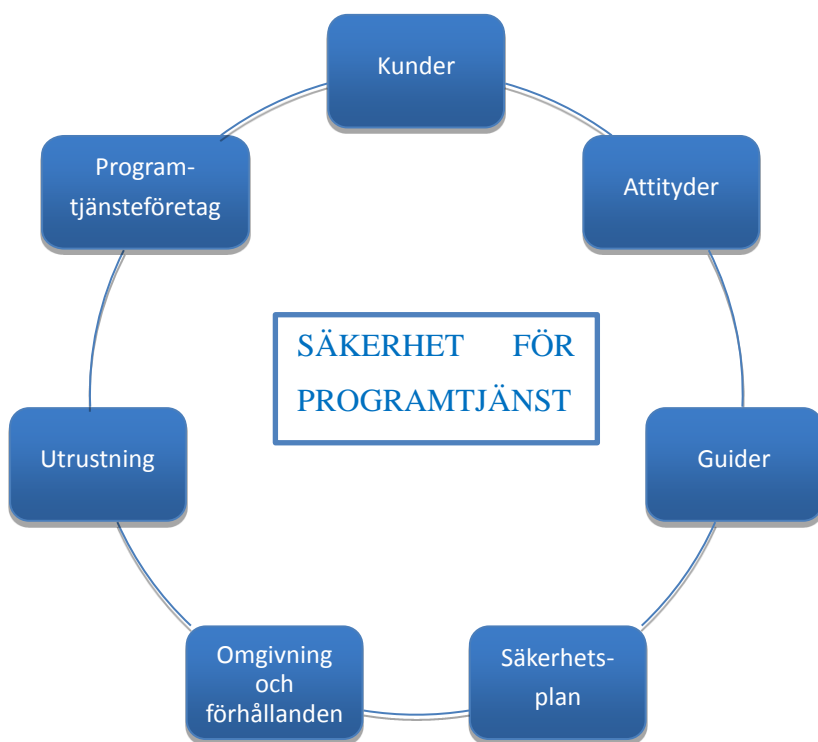 Kunder
Program-
tjänsteföretag
Attityder
SÄKERHET FÖR
PROGRAMTJÄNST
Utrustning
Guider
Omgivning
och
förhållanden
Säkerhets-
plan